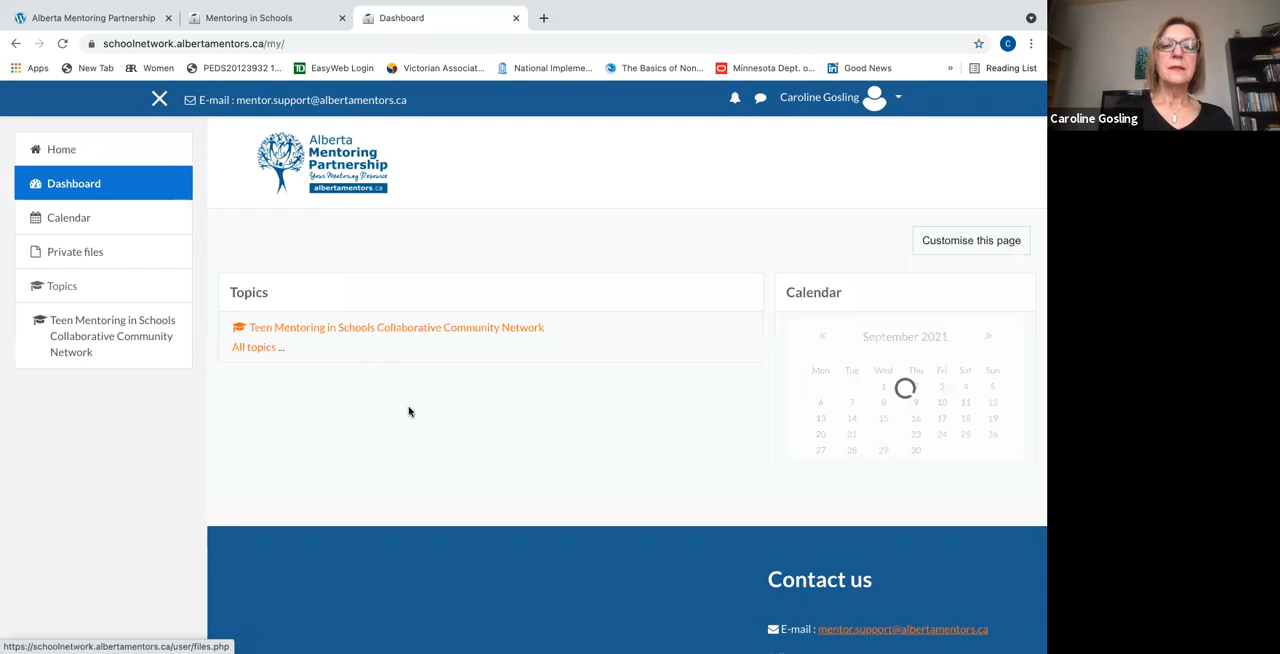 Alberta Mentoring Partnership
Mentoring in Schools
Dashboard
schoolnetwork.albertamentors.ca/my/
C
Apps
New Tab
Women
PEDS20123932 1...
EasyWeb Login
Victorian Associat...
National Impleme...
The Basics of Non...
Minnesota Dept. o...
Good News
»
Reading List
E-mail : mentor.support@albertamentors.ca
Caroline Gosling
Caroline Gosling
Home
Dashboard
Calendar
Private files
Topics
Teen Mentoring in Schools
Collaborative Community
Network
Alberta
Mentoring
Partnership
Your Mentoring Resource
albertamentors.ca
Customise this page
Topics
Teen Mentoring in Schools Collaborative Community Network
All topics ...
Calendar
September 2021
Mon Tue Wed Thu Fri Sat Sun
1 3 4 5
6 7 8 9 10 11 12
13 14 15 16 17 18 19
20 21 23 24 25 26
27 28 29 30
Contact us
E-mail : mentor.support@albertamentors.ca
https://schoolnetwork.albertamentors.ca/user/files.php